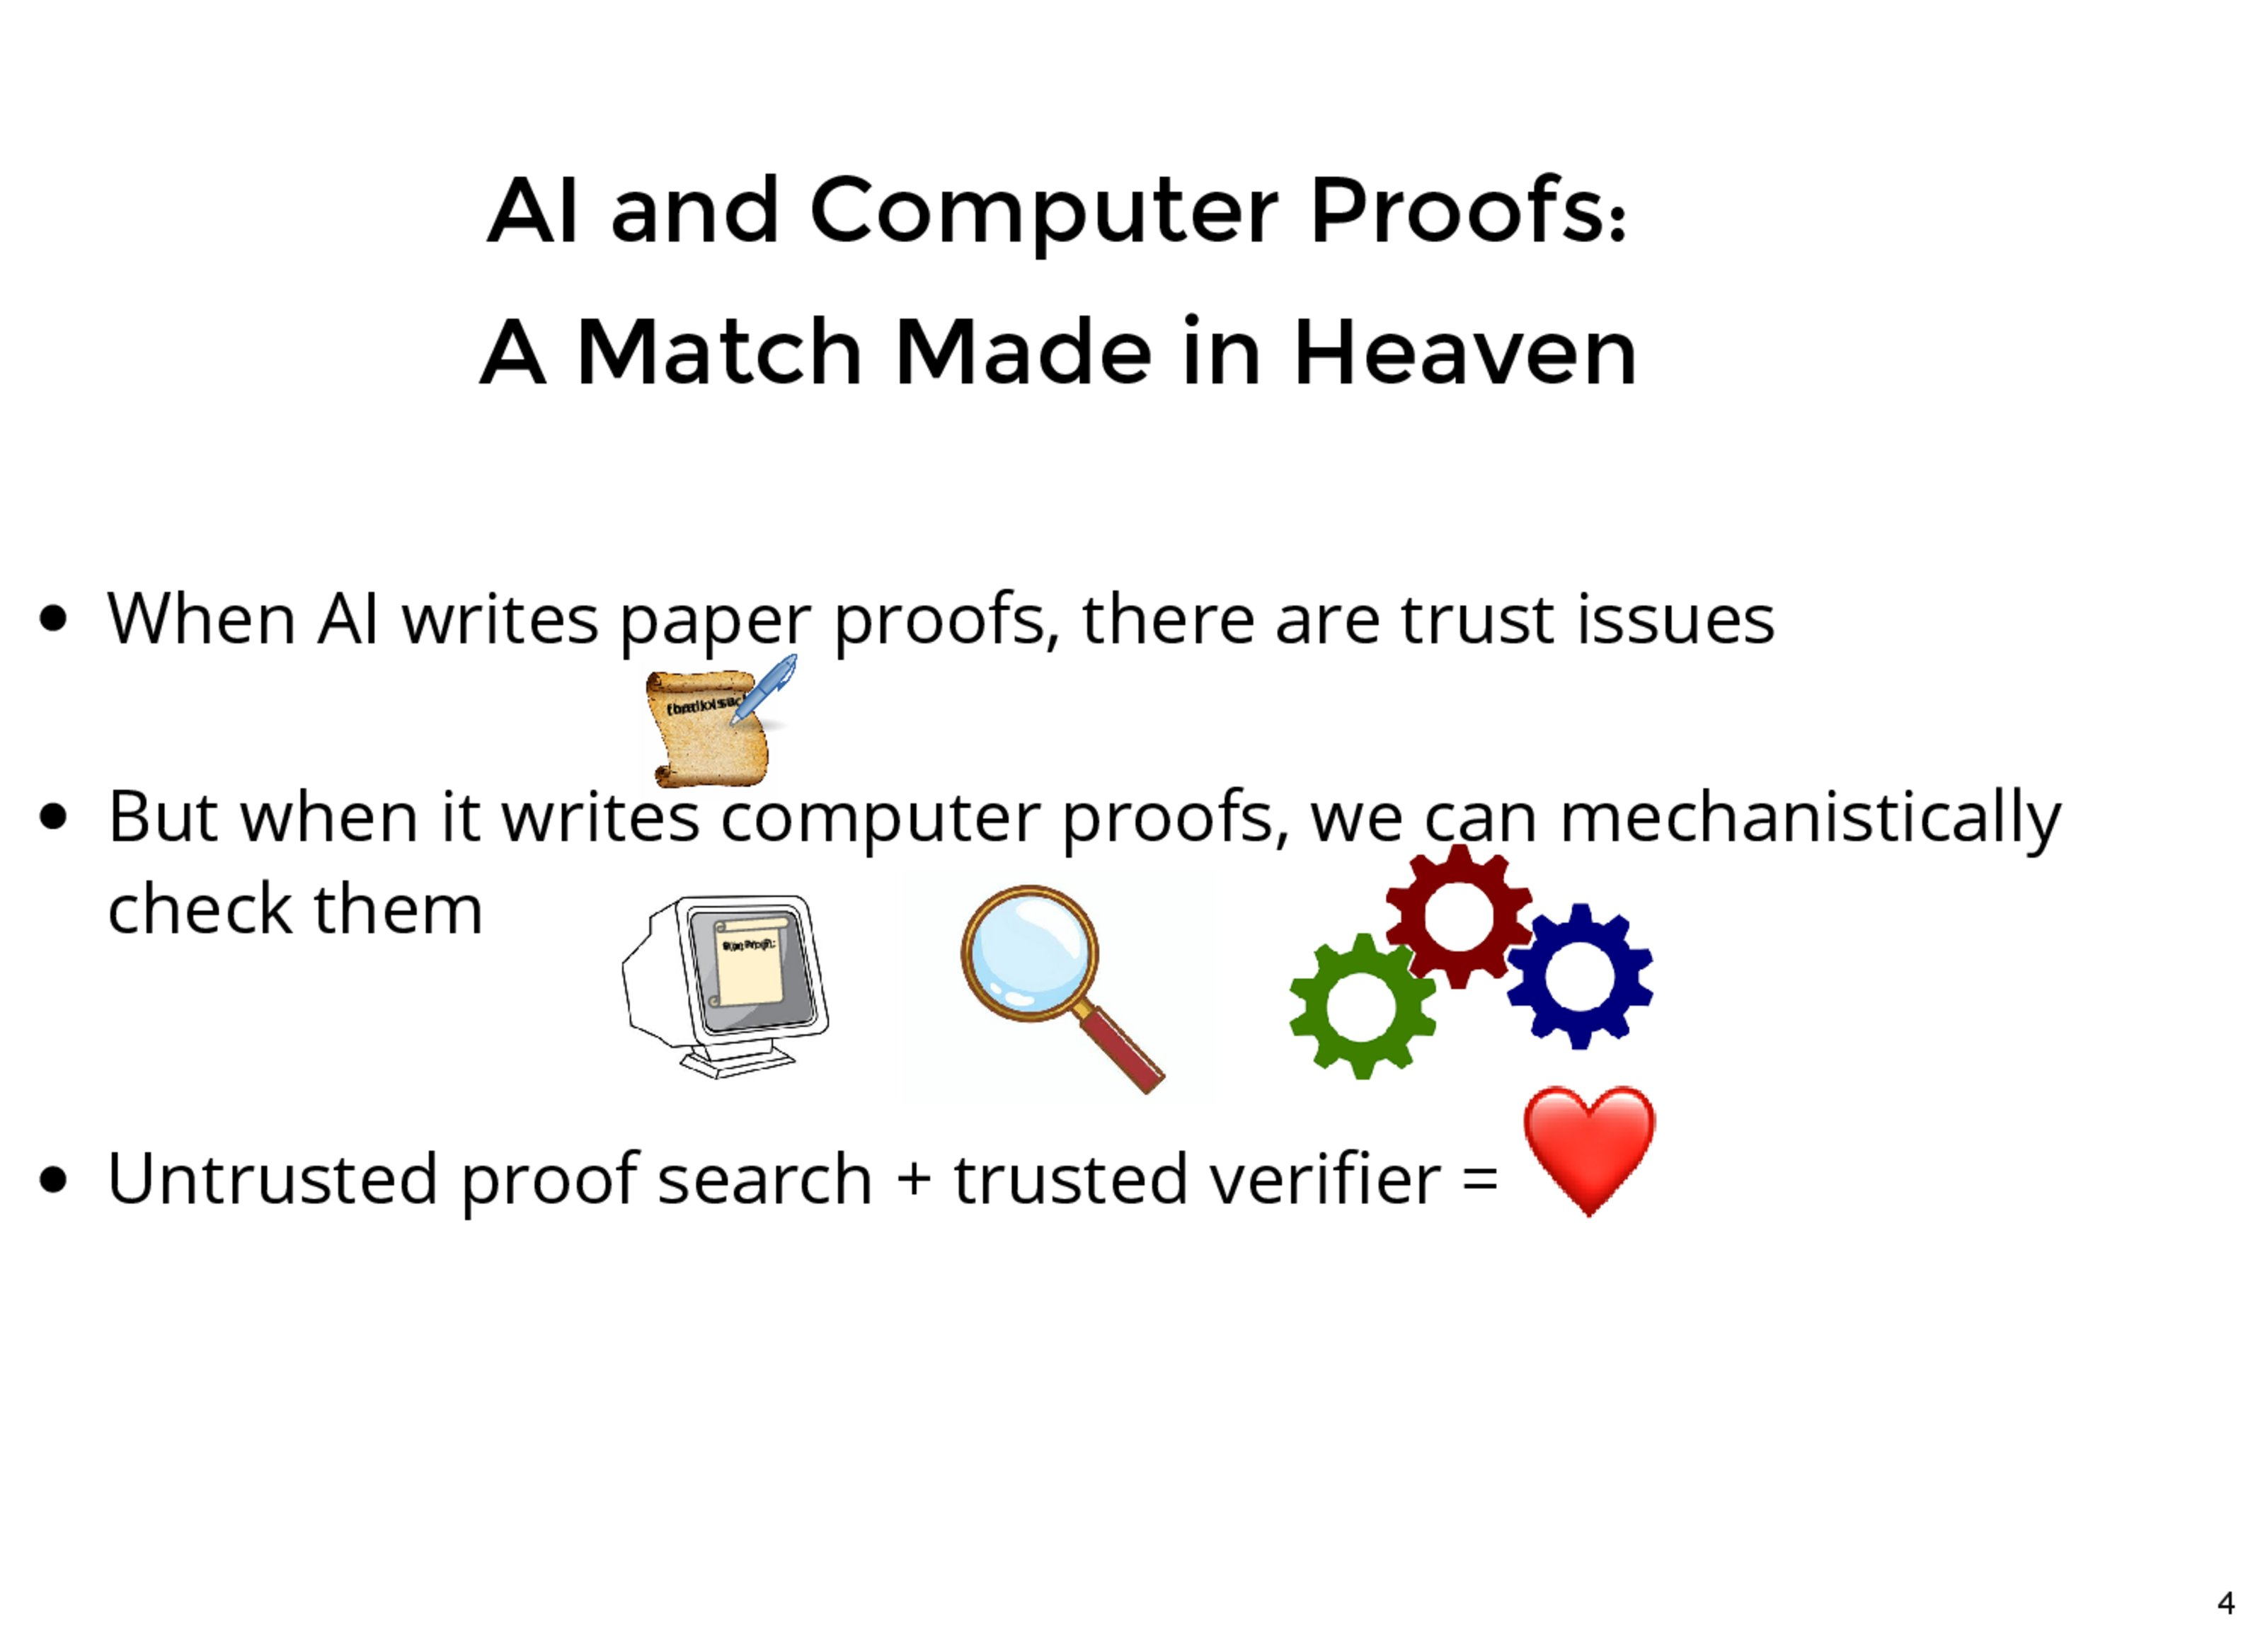 AI and Computer Proofs:
A Match Made in Heaven
• When AI writes paper proofs, there are trust issues
• But when it writes computer proofs, we can mechanistically
check them
• Untrusted proof search + trusted verifier =
4